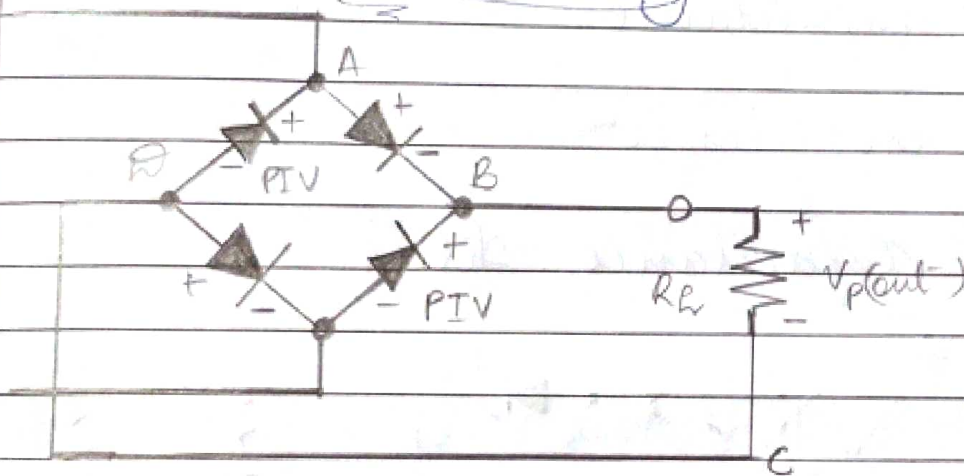 A
+
+
-
-
D
PIV
B
+
+
-
-
PIV
+
RL
Vp(out)
-
C